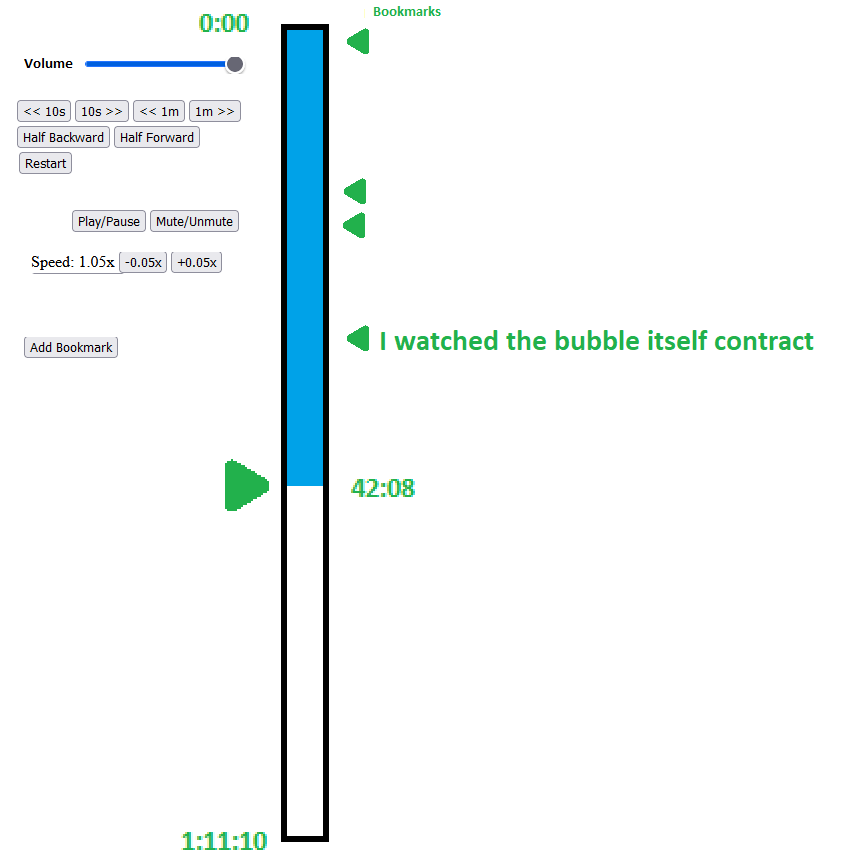 Bookmarks
0:00
Volume
<< 10s 10s >> << 1m 1m >>
Half Backward Half Forward
Restart
Play/Pause Mute/Unmute
Speed: 1.05x -0.05x +0.05x
I watched the bubble itself contract
Add Bookmark
42:08
1:11:10